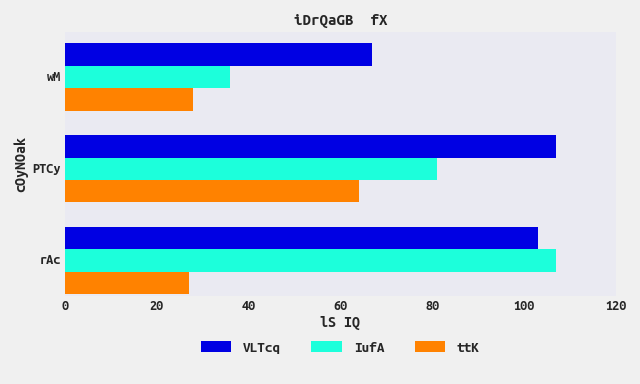 iDrQaGB  fX
cOyNOak
wM
PTCy
rAc
0 20 40 60 80 100 120
lS IQ
VLTcq IufA ttK